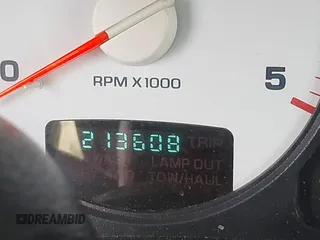 0
RPM X1000
5
213608 TRIP
LAMP OUT
TOW/HAUL
DREAMBID